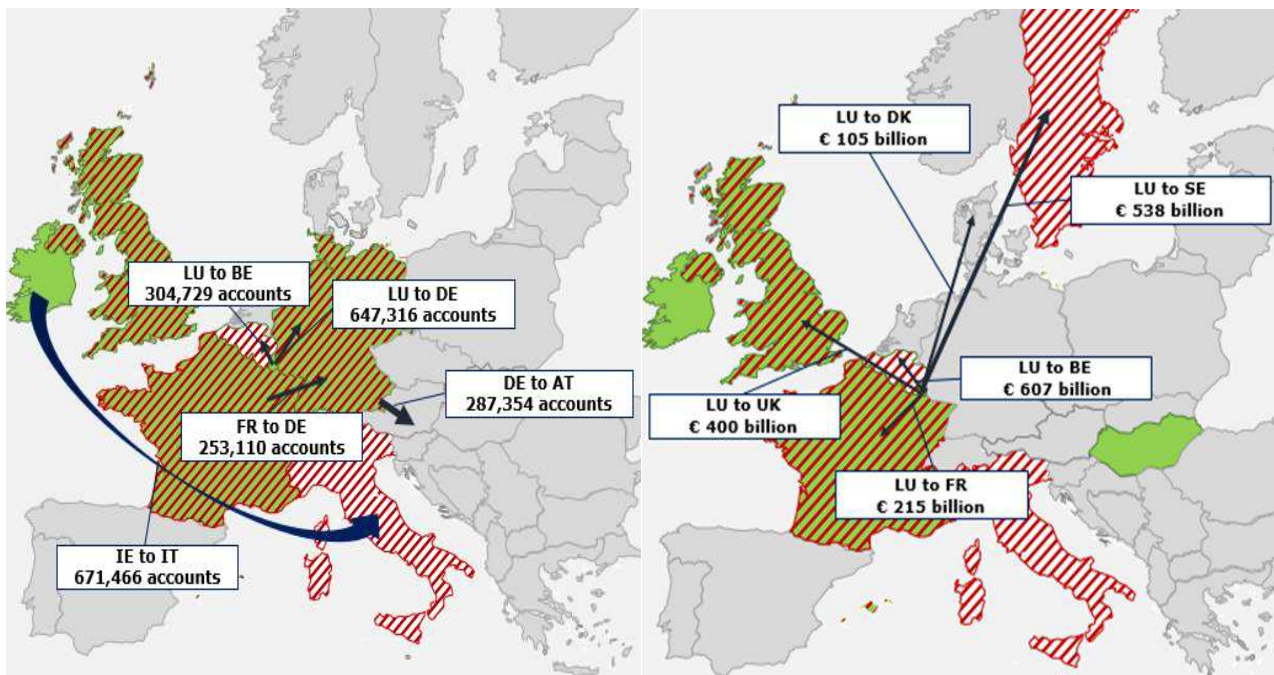 LU to BE
304,729 accounts
LU to DE
647,316 accounts
DE to AT
287,354 accounts
FR to DE
253,110 accounts
IE to IT
671,466 accounts
LU to DK
€ 105 billion
LU to SE
€ 538 billion
LU to BE
€ 607 billion
LU to UK
€ 400 billion
LU to FR
€ 215 billion